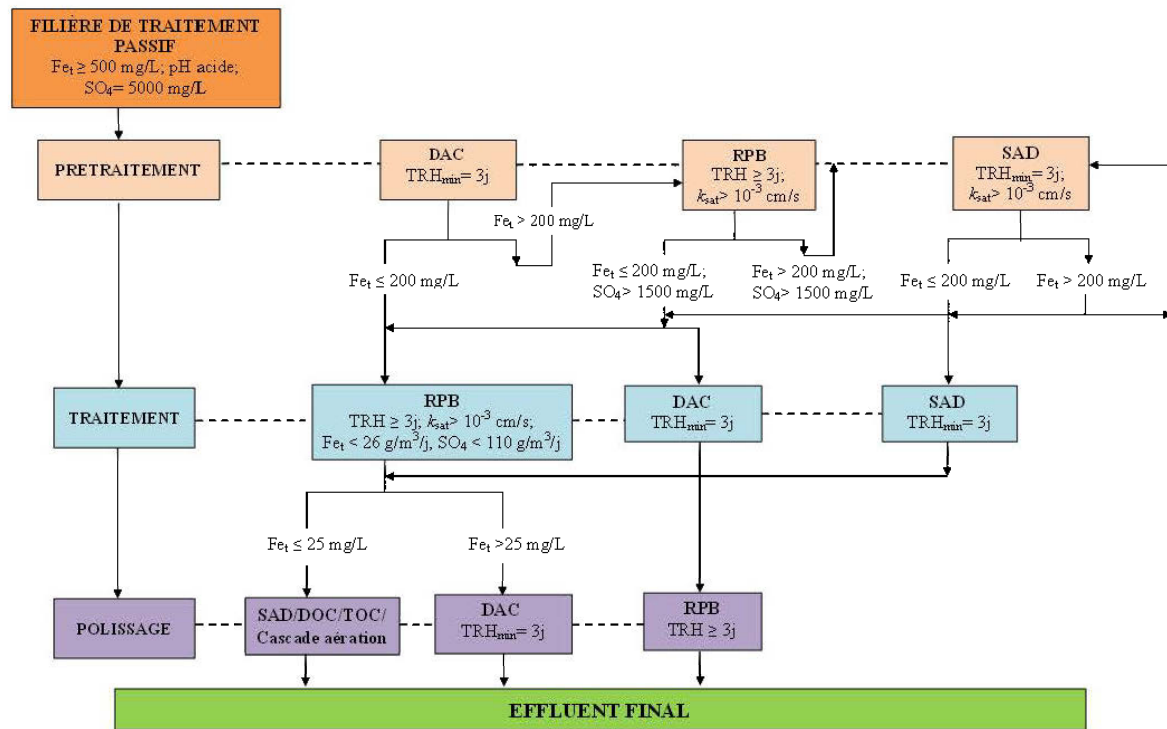 FILIÈRE DE TRAITEMENT
PASSIF
Feₜ ≥ 500 mg/L; pH acide;
SO₄= 5000 mg/L
PRETRAITEMENT
DAC
TRHₘᵢₙ= 3j
RPB
TRH ≥ 3j;
kₛₐₜ> 10⁻³ cm/s
SAD
TRHₘᵢₙ= 3j;
kₛₐₜ> 10⁻³ cm/s
Feₜ > 200 mg/L
Feₜ ≤ 200 mg/L
Feₜ ≤ 200 mg/L;
SO₄> 1500 mg/L
Feₜ > 200 mg/L;
SO₄> 1500 mg/L
Feₜ ≤ 200 mg/L
Feₜ > 200 mg/L
TRAITEMENT
RPB
TRH ≥ 3j; kₛₐₜ> 10⁻³ cm/s;
Feₜ < 26 g/m³/j, SO₄ < 110 g/m³/j
DAC
TRHₘᵢₙ= 3j
SAD
TRHₘᵢₙ= 3j
Feₜ ≤ 25 mg/L
Feₜ >25 mg/L
POLISSAGE
SAD/DOC/TOC/
Cascade aération
DAC
TRHₘᵢₙ= 3j
RPB
TRH ≥ 3j
EFFLUENT FINAL